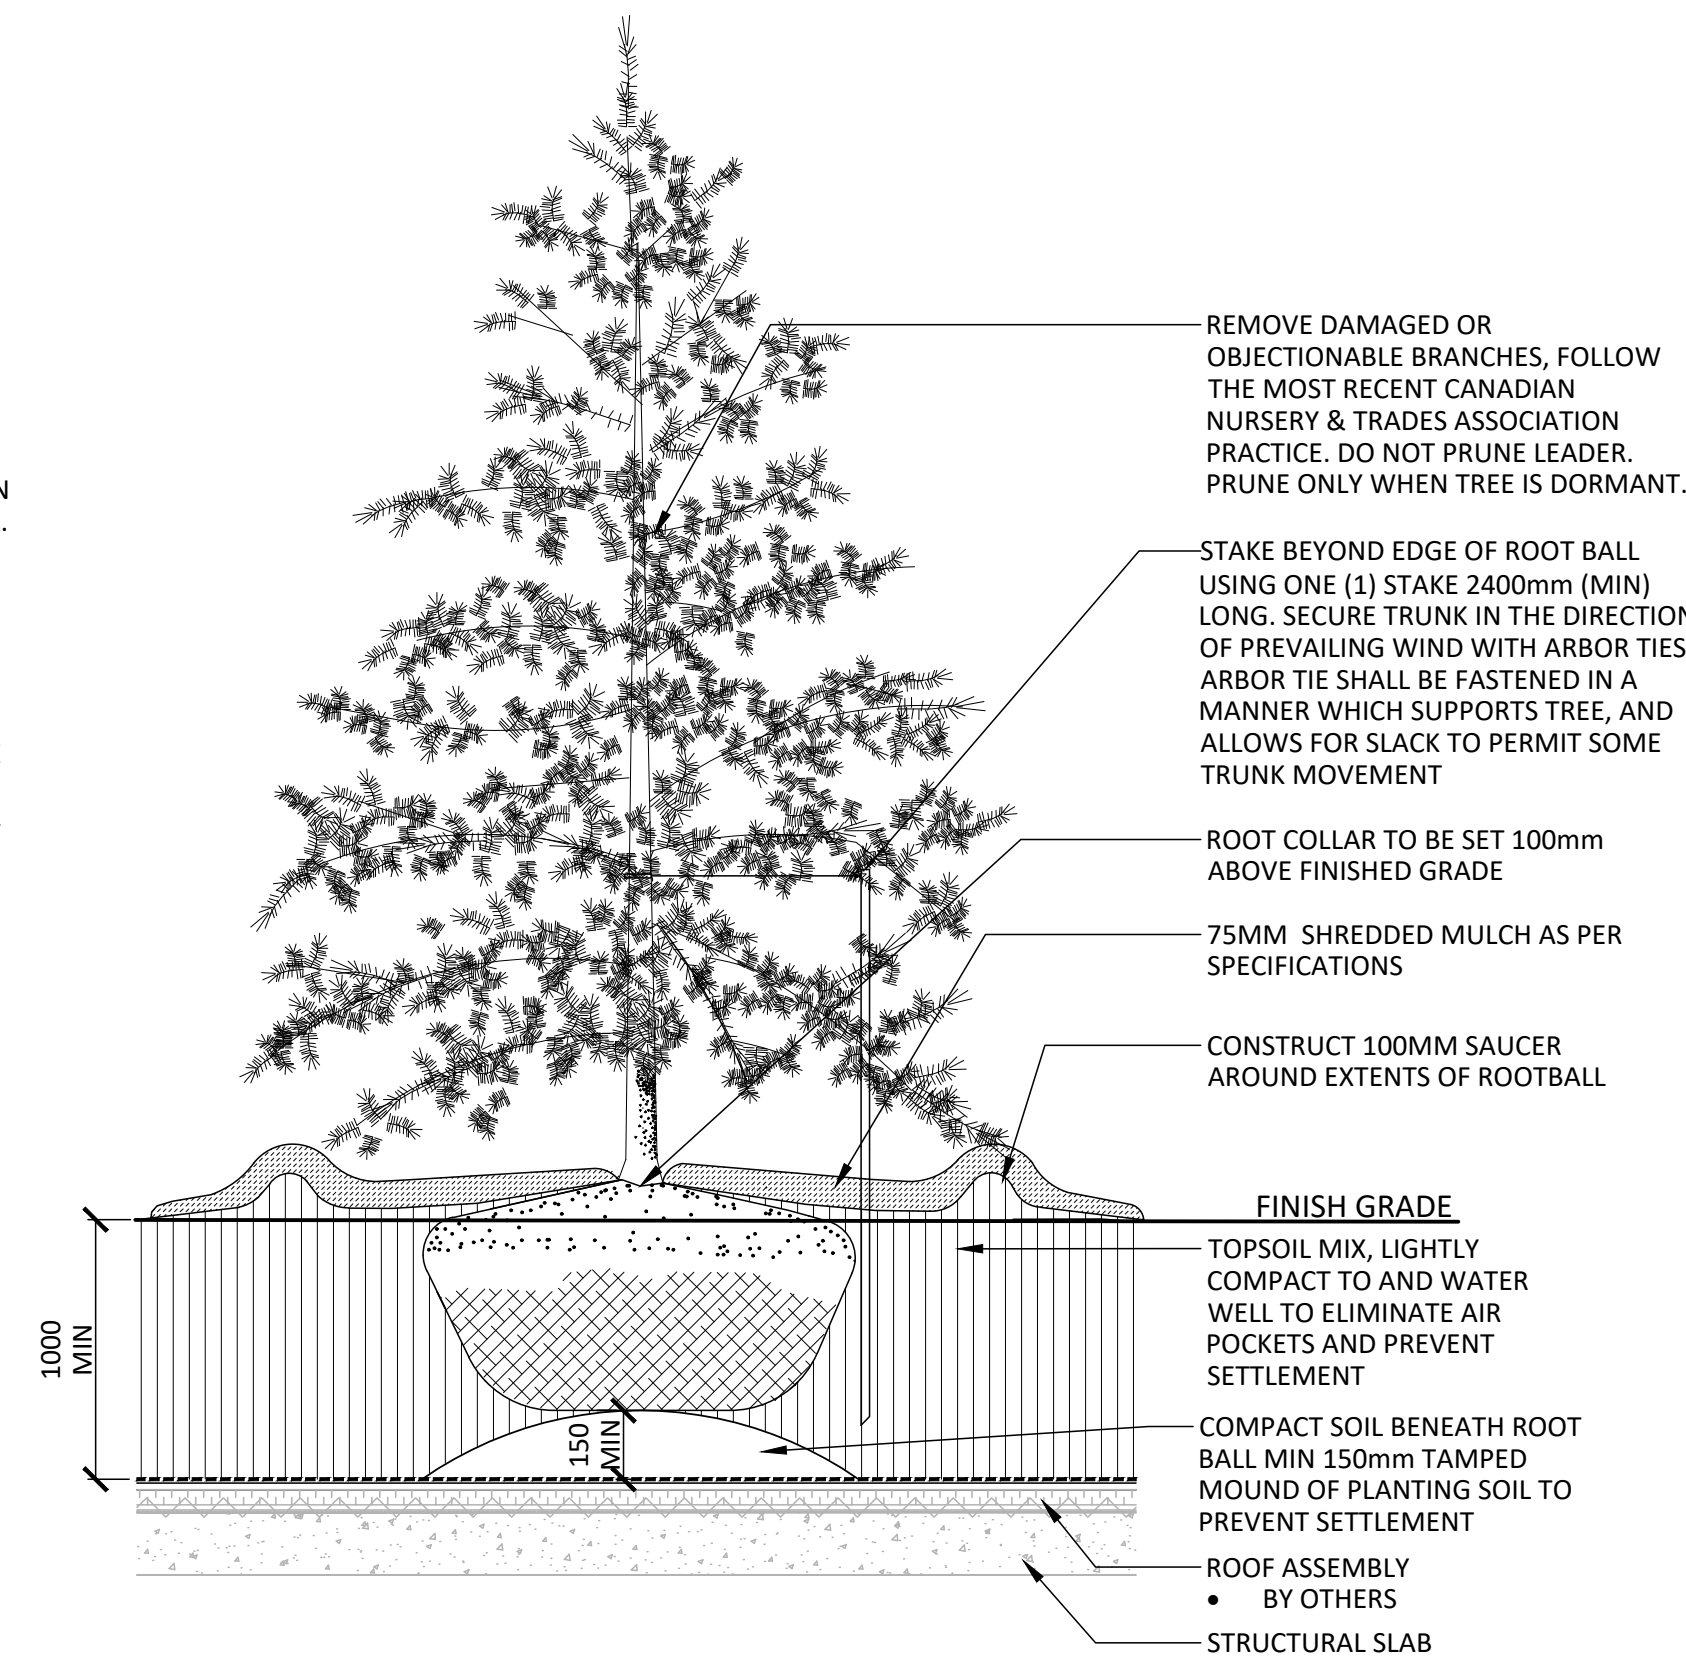 N
.
REMOVE DAMAGED OR
OBJECTIONABLE BRANCHES, FOLLOW
THE MOST RECENT CANADIAN
NURSERY & TRADES ASSOCIATION
PRACTICE. DO NOT PRUNE LEADER.
PRUNE ONLY WHEN TREE IS DORMANT.
STAKE BEYOND EDGE OF ROOT BALL
USING ONE (1) STAKE 2400mm (MIN)
LONG. SECURE TRUNK IN THE DIRECTION
OF PREVAILING WIND WITH ARBOR TIES
ARBOR TIE SHALL BE FASTENED IN A
MANNER WHICH SUPPORTS TREE, AND
ALLOWS FOR SLACK TO PERMIT SOME
TRUNK MOVEMENT
ROOT COLLAR TO BE SET 100mm
ABOVE FINISHED GRADE
75MM SHREDDED MULCH AS PER
SPECIFICATIONS
CONSTRUCT 100MM SAUCER
AROUND EXTENTS OF ROOTBALL
FINISH GRADE
TOPSOIL MIX, LIGHTLY
COMPACT TO AND WATER
WELL TO ELIMINATE AIR
POCKETS AND PREVENT
SETTLEMENT
1000
MIN
150
MIN
COMPACT SOIL BENEATH ROOT
BALL MIN 150mm TAMPED
MOUND OF PLANTING SOIL TO
PREVENT SETTLEMENT
ROOF ASSEMBLY
• BY OTHERS
STRUCTURAL SLAB